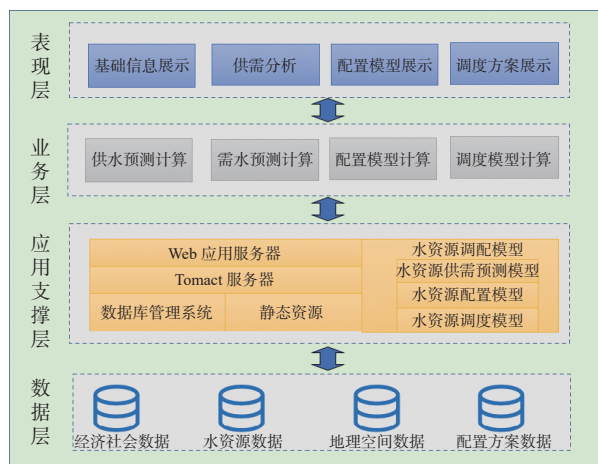 表现层
基础信息展示
供需分析
配置模型展示
调度方案展示
业务层
供水预测计算
需水预测计算
配置模型计算
调度模型计算
应用支撑层
Web 应用服务器
Tomact 服务器
数据库管理系统
静态资源
水资源调配模型
水资源供需预测模型
水资源配置模型
水资源调度模型
数据层
经济社会数据
水资源数据
地理空间数据
配置方案数据